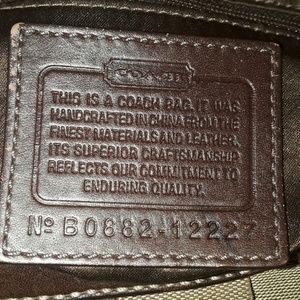 COACH
THIS IS A COACH BAG. IT WAS
HANDCRAFTED IN CHINA FROM THE
FINEST MATERIALS AND LEATHER.
ITS SUPERIOR CRAFTSMANSHIP
REFLECTS OUR COMMITMENT TO
ENDURING QUALITY.
No B0682-12227